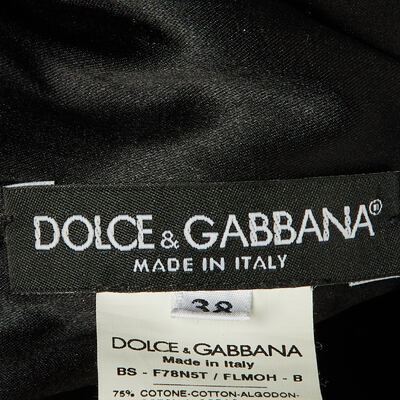 DOLCE & GABBANA®
MADE IN ITALY
38
DOLCE & GABBANA
Made in Italy
BS - F78N5T / FLMOH - B
75% COTONE-COTTON-ALGODON-